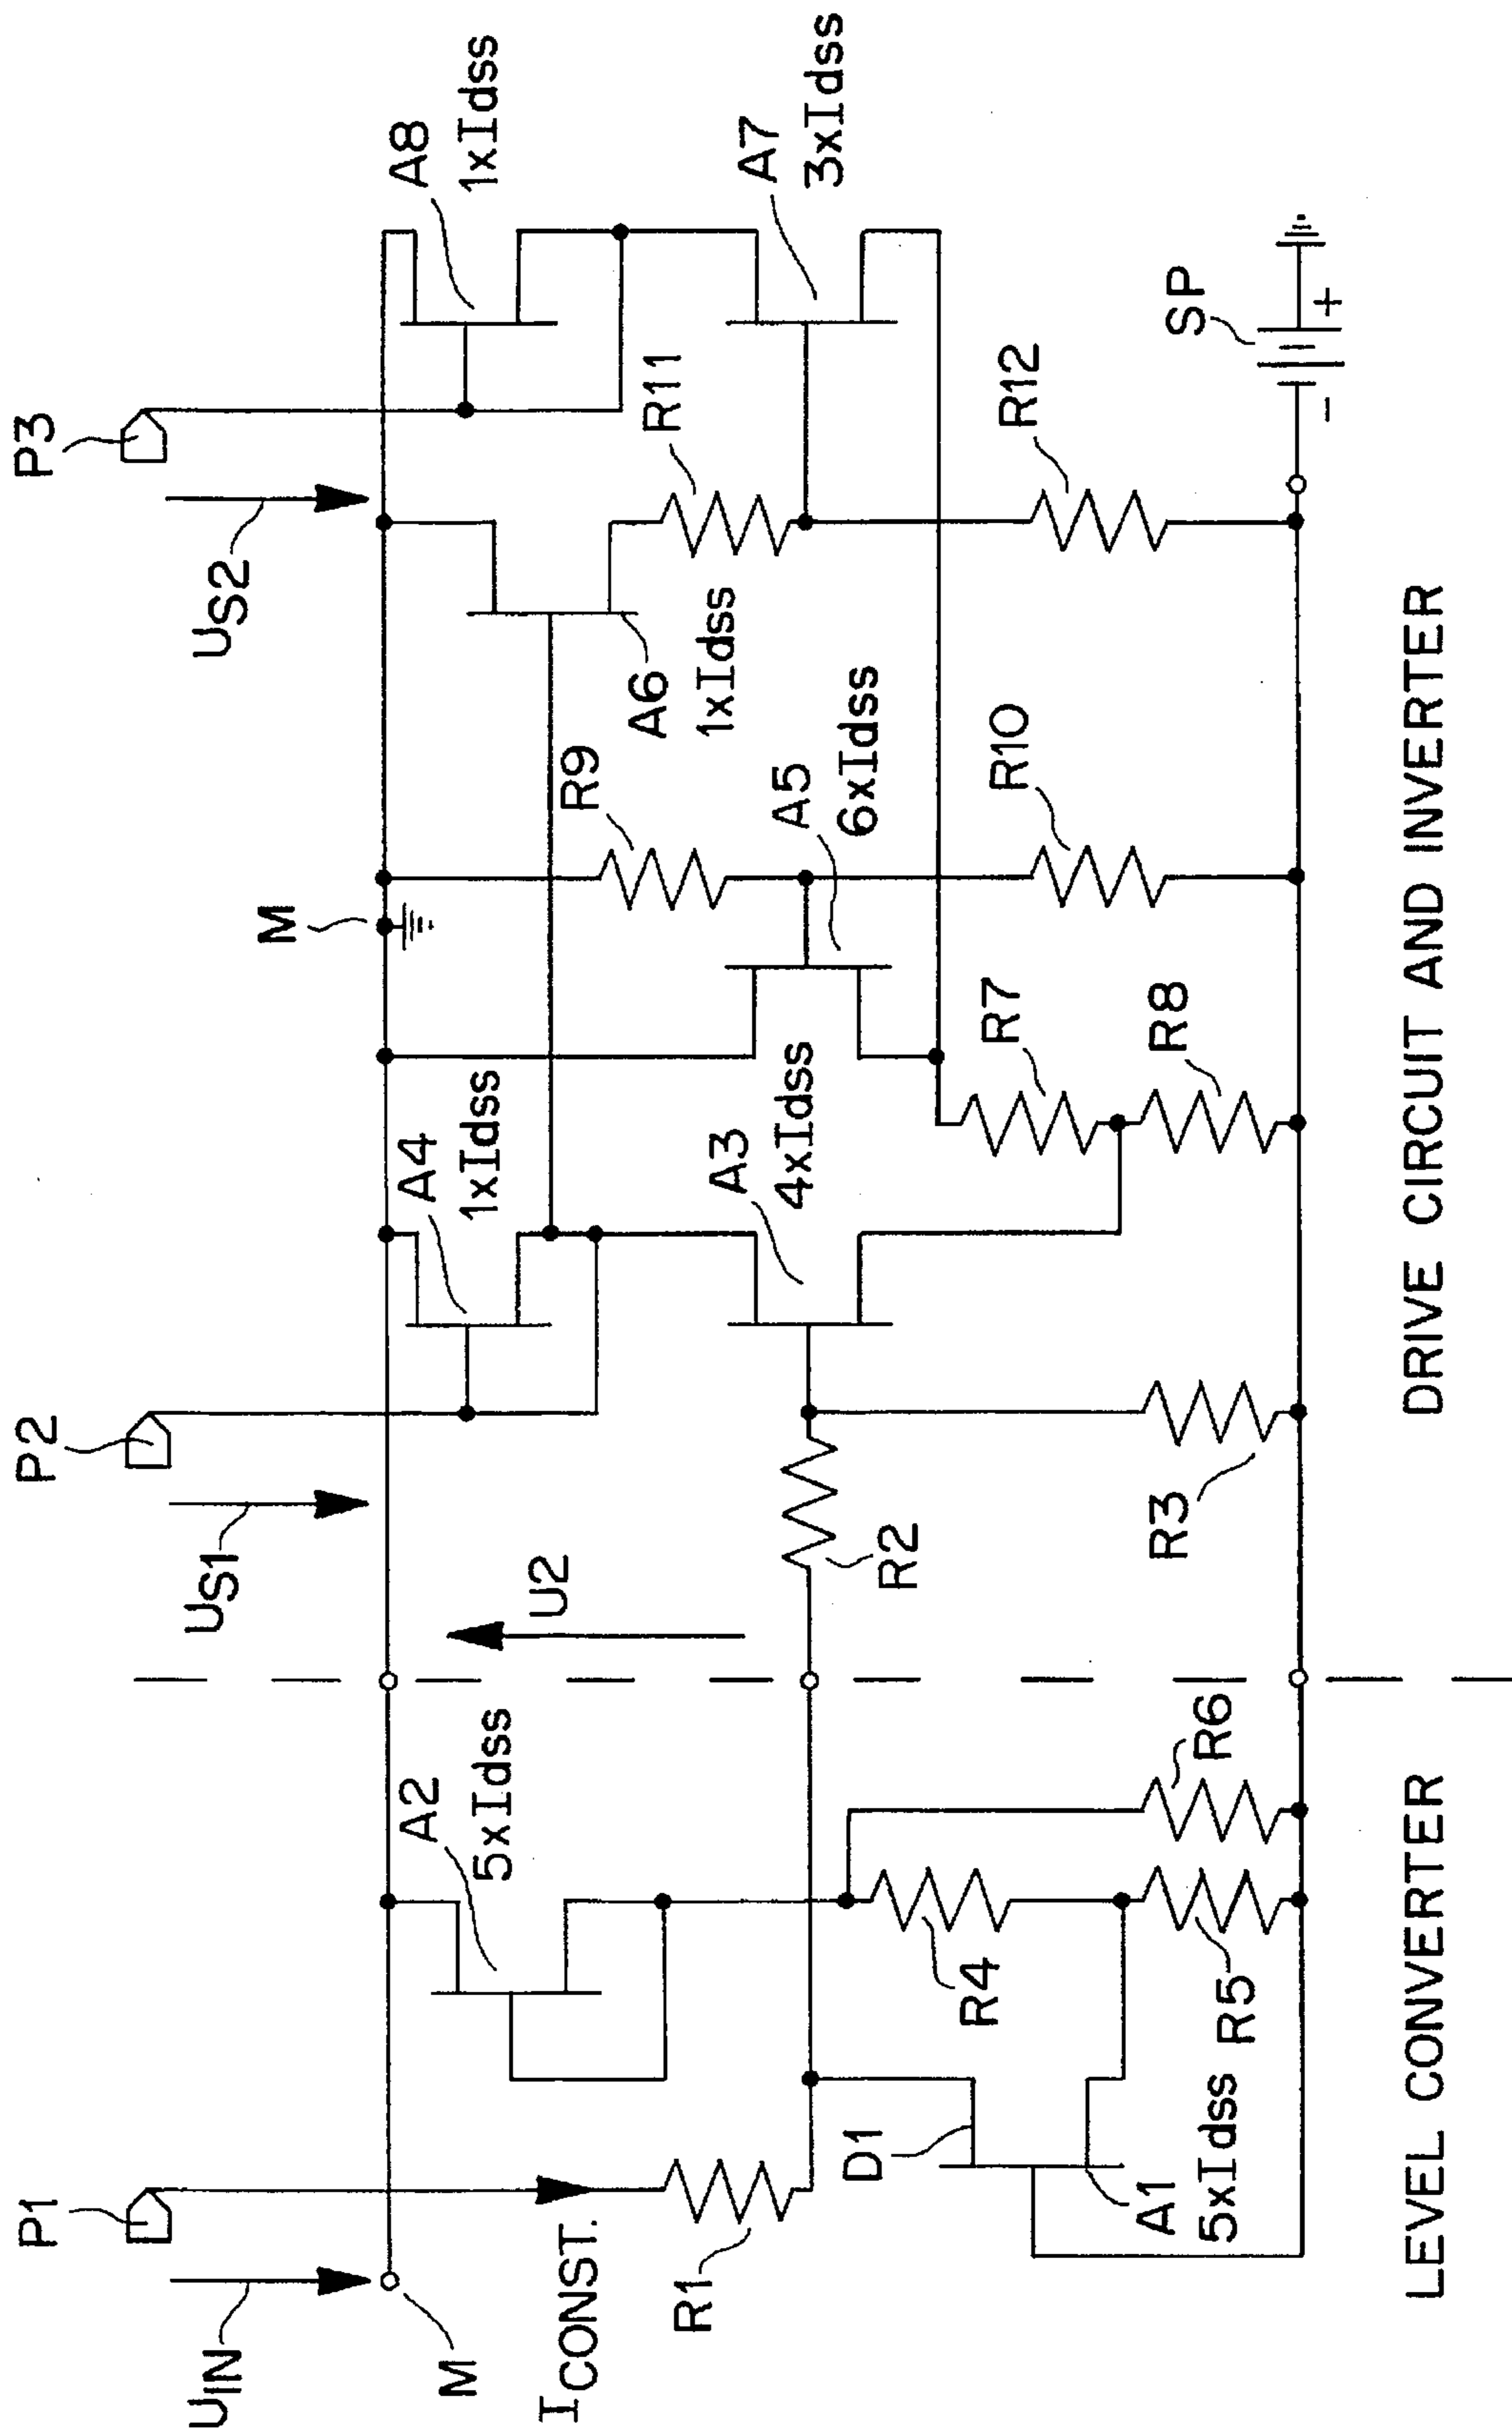 P1
P2
P3
UIN
US1
US2
M
ICONST.
R1
A2
5xIdss
U2
A4
1xIdss
M
R9
A6
1xIdss
R11
A8
1xIdss
D1
A1
5xIdss
R4
R5
R6
R2
R3
A3
4xIdss
R7
R8
A5
6xIdss
R10
R12
A7
3xIdss
SP
- +
LEVEL CONVERTER
DRIVE CIRCUIT AND INVERTER